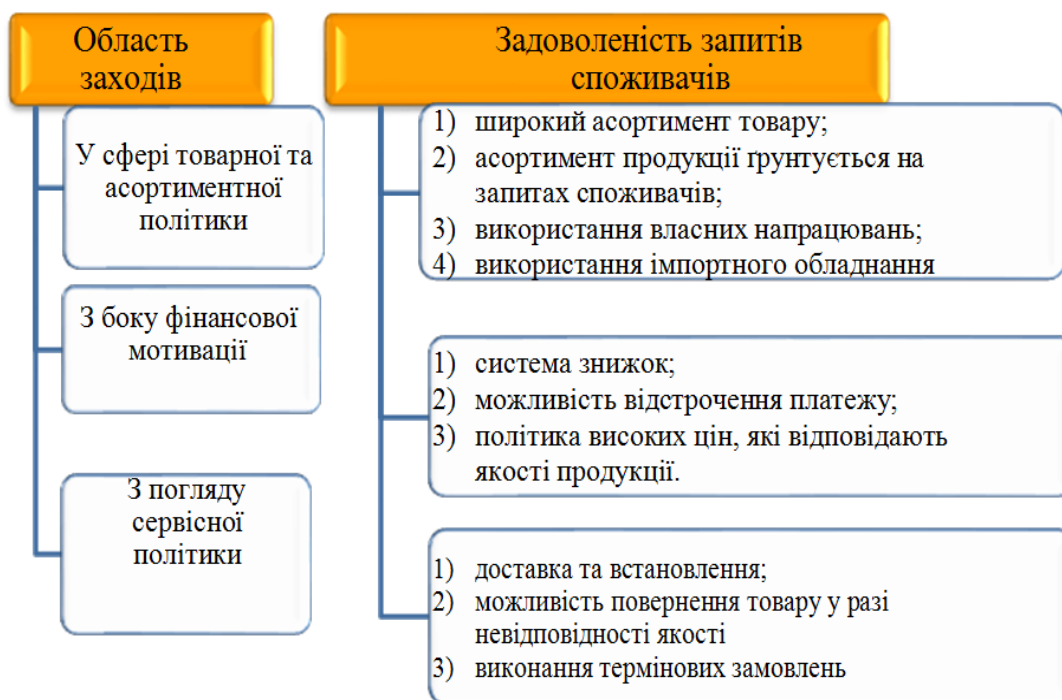 Область
заходів
Задоволеність запитів
споживачів
У сфері товарної та
асортиментної
політики
1) широкий асортимент товару;
2) асортимент продукції ґрунтується на
запитах споживачів;
3) використання власних напрацювань;
4) використання імпортного обладнання
З боку фінансової
мотивації
1) система знижок;
2) можливість відстрочення платежу;
3) політика високих цін, які відповідають
якості продукції.
З погляду
сервісної
політики
1) доставка та встановлення;
2) можливість повернення товару у разі
невідповідності якості
3) виконання термінових замовлень